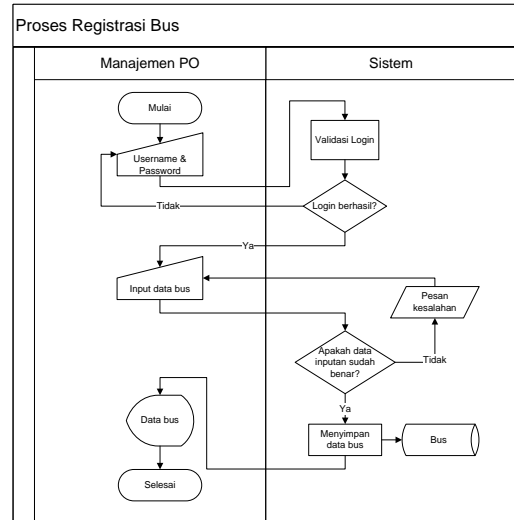 Proses Registrasi Bus
Manajemen PO
Sistem
Mulai
Validasi Login
Username &
Password
Tidak
Login berhasil?
Ya
Input data bus
Pesan
kesalahan
Apakah data
inputan sudah
benar?
Tidak
Ya
Data bus
Menyimpan
data bus
Bus
Selesai